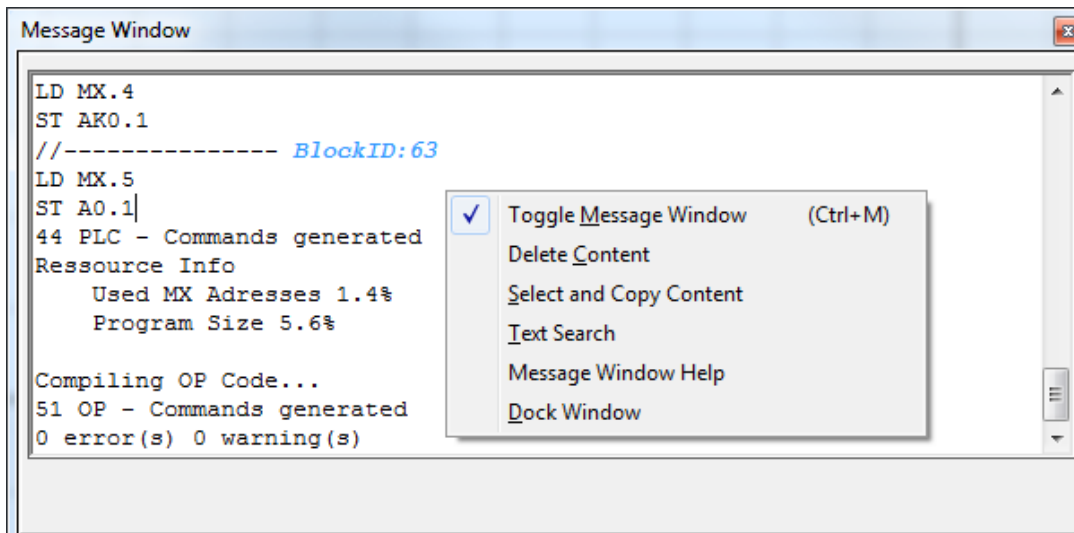 Message Window
LD MX.4
ST AK0.1
//--------------- BlockID:63
LD MX.5
ST A0.1
44 PLC - Commands generated
Ressource Info
Used MX Adresses 1.4%
Program Size 5.6%
Compiling OP Code...
51 OP - Commands generated
0 error(s) 0 warning(s)
Toggle Message Window (Ctrl+M)
Delete Content
Select and Copy Content
Text Search
Message Window Help
Dock Window